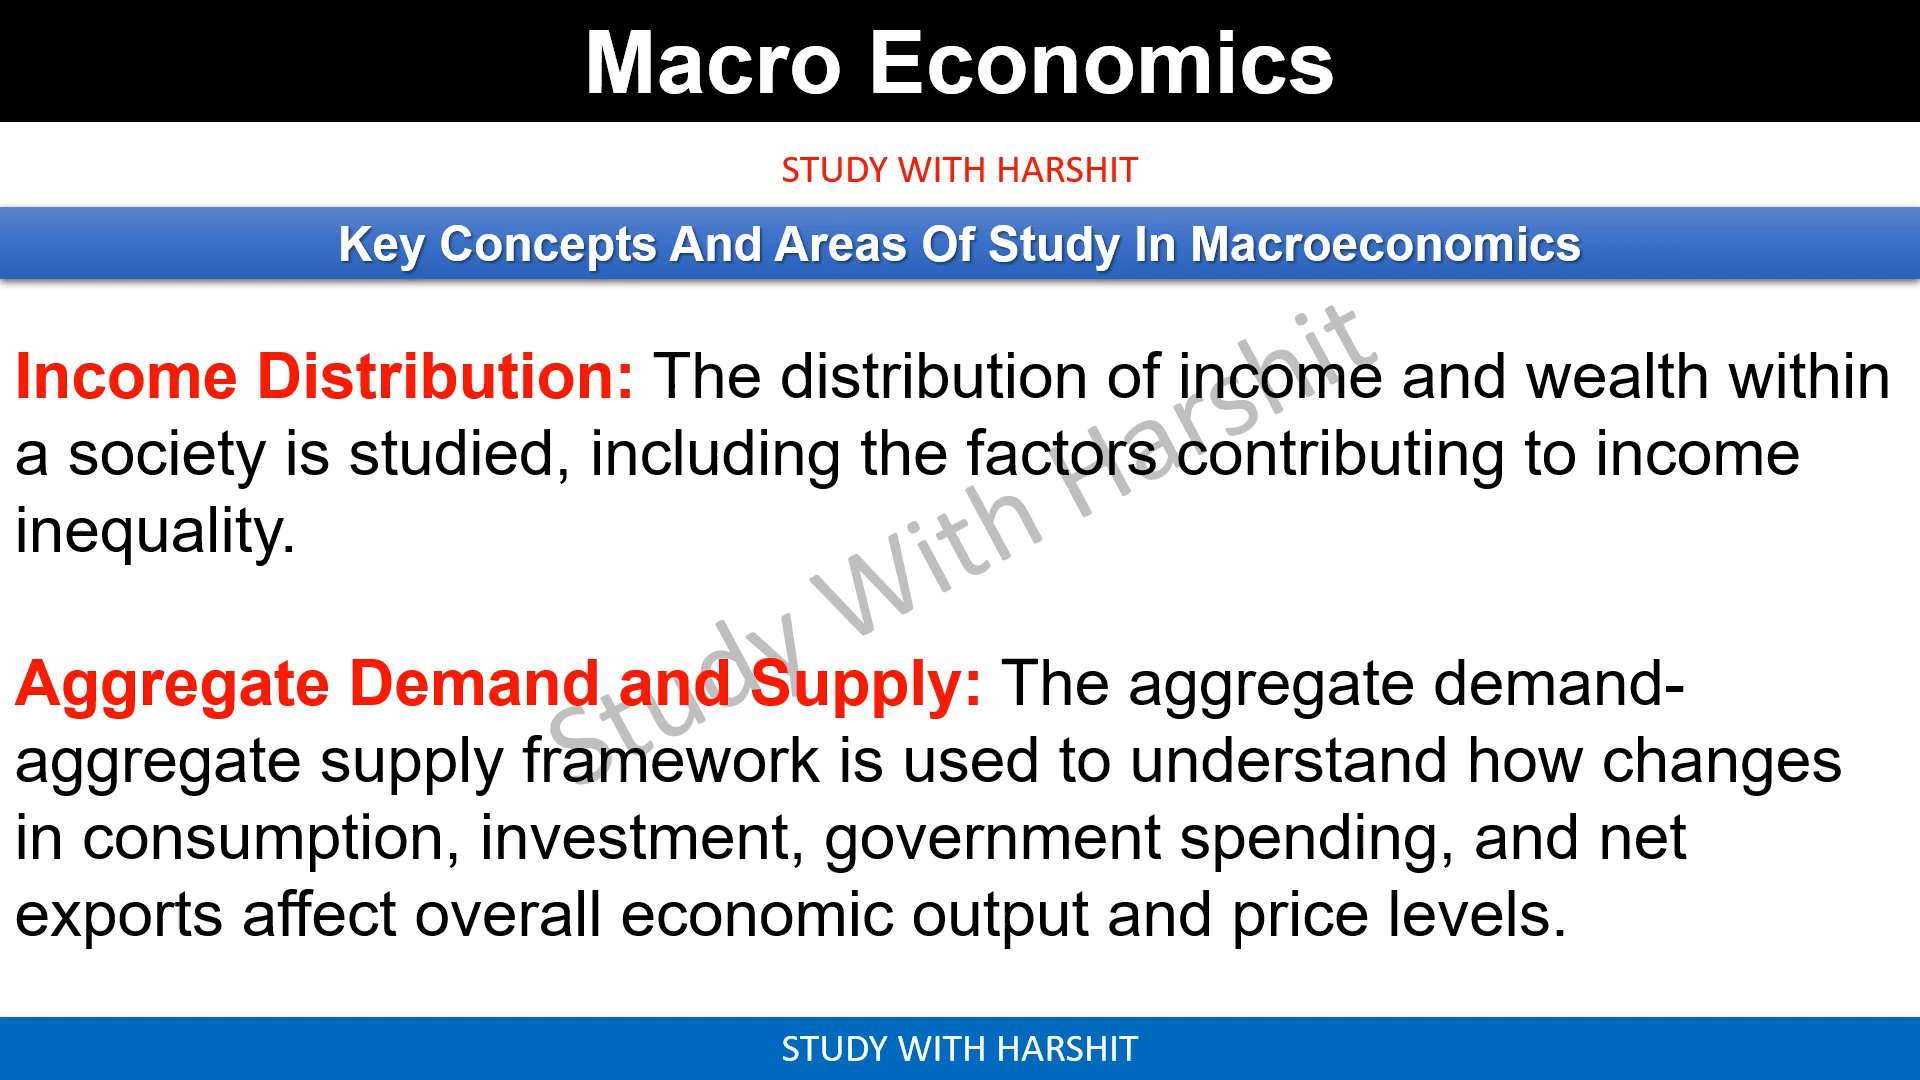 Macro Economics
STUDY WITH HARSHIT
Key Concepts And Areas Of Study In Macroeconomics
Income Distribution: The distribution of income and wealth within
a society is studied, including the factors contributing to income
inequality.
Aggregate Demand and Supply: The aggregate demand-
aggregate supply framework is used to understand how changes
in consumption, investment, government spending, and net
exports affect overall economic output and price levels.
Study With Harshit
STUDY WITH HARSHIT